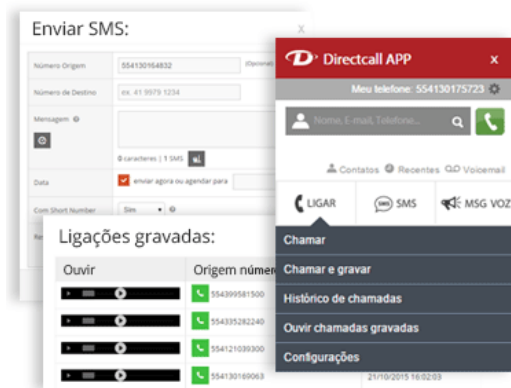 Enviar SMS:
x
Número Origem
554130164832
(Opcional)
Número de Destino
ex. 41 9979 1234
Mensagem
0 caracteres | 1 SMS
Data
enviar agora ou agendar para
Com Short Number
Sim
Ligações gravadas:
Ouvir
Origem número
554399581500
554335282240
554121039300
554130169063
21/10/2015 16:02:03
Directcall APP
x
Meu telefone: 554130175723
Nome, E-mail, Telefone...
Contatos
Recentes
Voicemail
LIGAR
SMS
MSG VOZ
Chamar
Chamar e gravar
Histórico de chamadas
Ouvir chamadas gravadas
Configurações